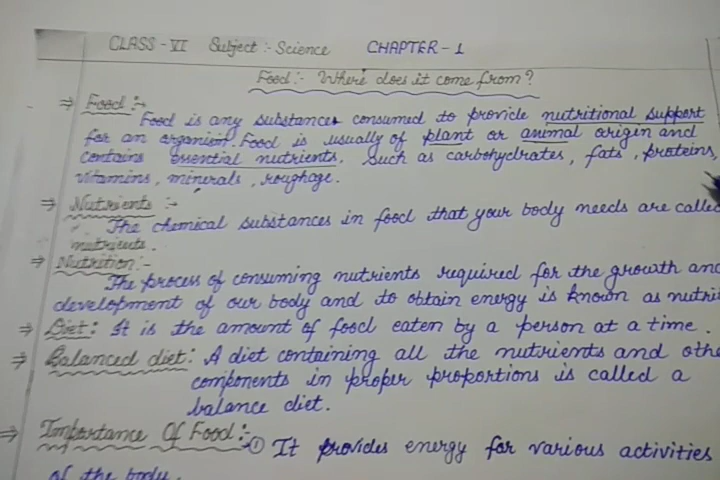 CLASS - VI Subject :- Science CHAPTER - 1
Food :- Where does it come from?
⇒ Food :-
Food is any substance consumed to provide nutritional support
for an organism. Food is usually of plant or animal origin and
contains essential nutrients, such as carbohydrates, fats, proteins,
vitamins, minerals, roughage.
⇒ Nutrients :-
The chemical substances in food that your body needs are called
nutrients.
⇒ Nutrition :-
The process of consuming nutrients required for the growth and
development of our body and to obtain energy is known as nutri
⇒ Diet : It is the amount of food eaten by a person at a time.
⇒ Balanced diet : A diet containing all the nutrients and othe
components in proper proportions is called a
balance diet.
⇒ Importance Of Food :- ① It provides energy for various activities
of the body.